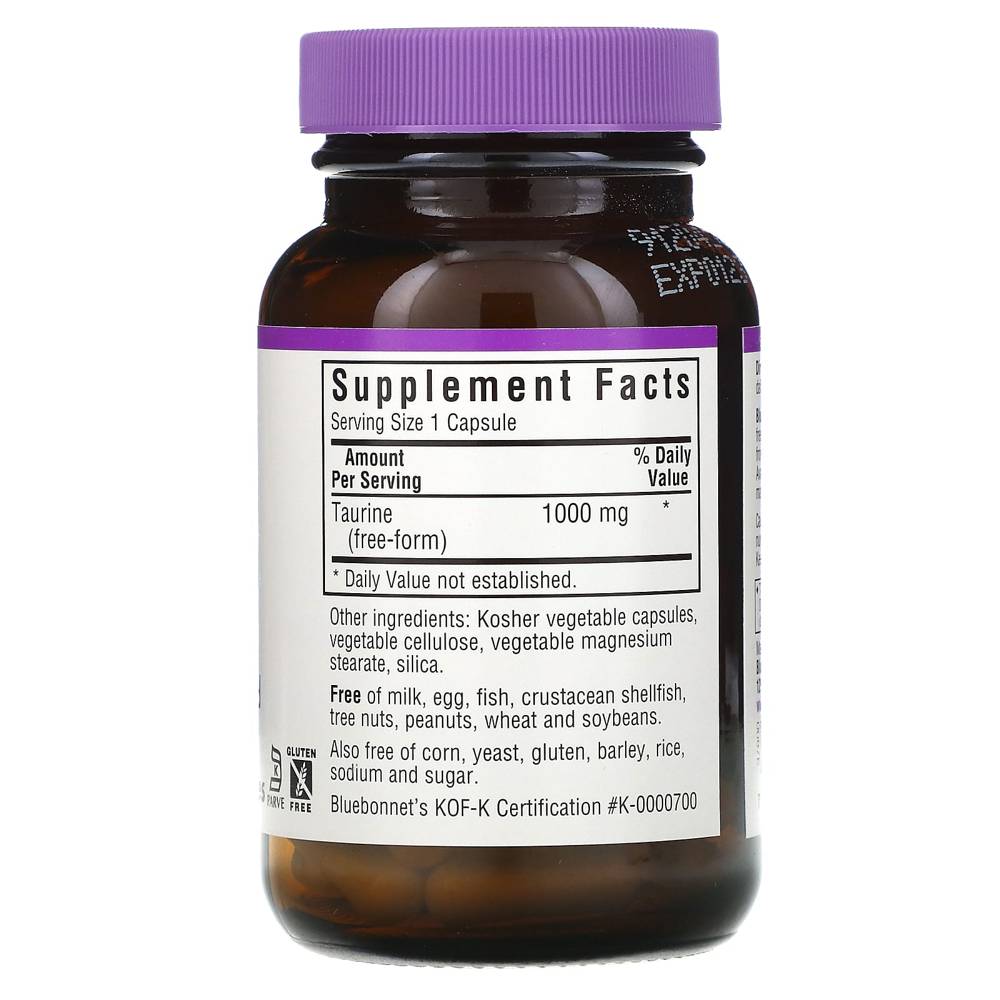 Supplement Facts
Serving Size 1 Capsule
Amount Per Serving
% Daily Value
Taurine 1000 mg *
(free-form)
* Daily Value not established.
Other ingredients: Kosher vegetable capsules,
vegetable cellulose, vegetable magnesium
stearate, silica.
Free of milk, egg, fish, crustacean shellfish,
tree nuts, peanuts, wheat and soybeans.
Also free of corn, yeast, gluten, barley, rice,
sodium and sugar.
Bluebonnet's KOF-K Certification #K-0000700
K
PARVE
GLUTEN
FREE